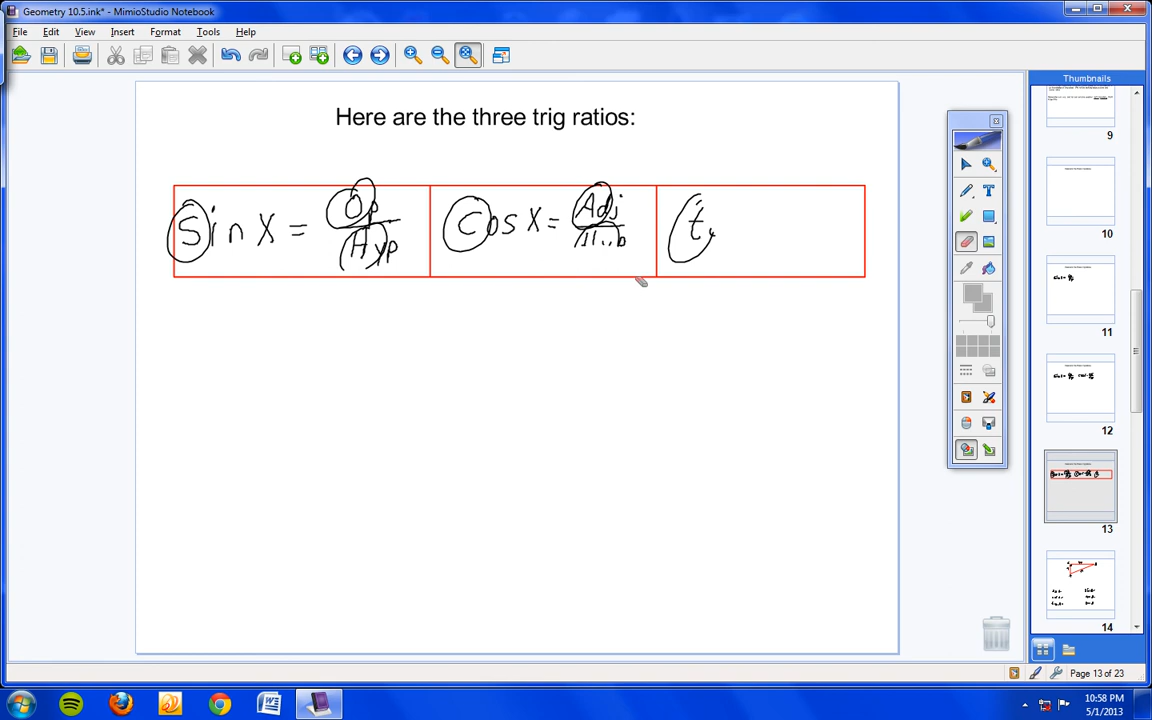 Geometry 10.5.ink* - MimioStudio Notebook
File Edit View Insert Format Tools Help
Thumbnails
Here are the three trig ratios:
Sin X = Op/Hyp
Cos X = Adj
t
9
10
11
12
13
14
Page 13 of 23
10:58 PM
5/1/2013